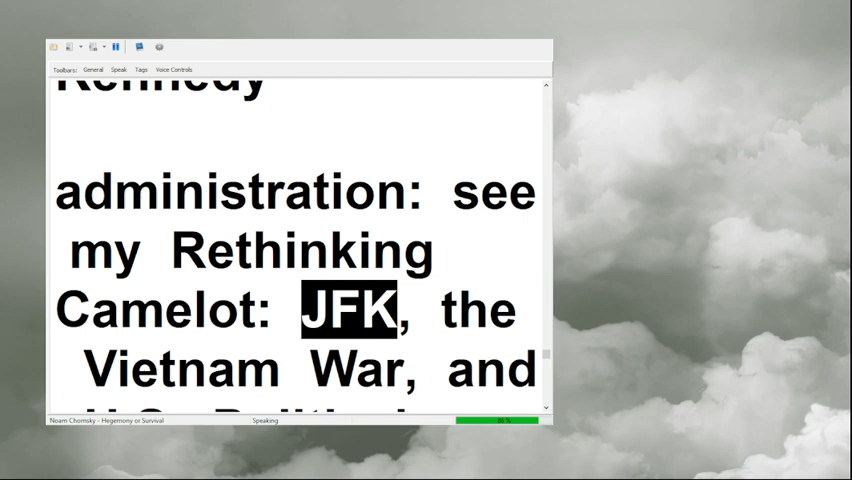 Toolbars: General Speak Tags Voice Controls
Kennedy
administration: see
my Rethinking
Camelot: JFK, the
Vietnam War, and
Noam Chomsky - Hegemony or Survival Speaking